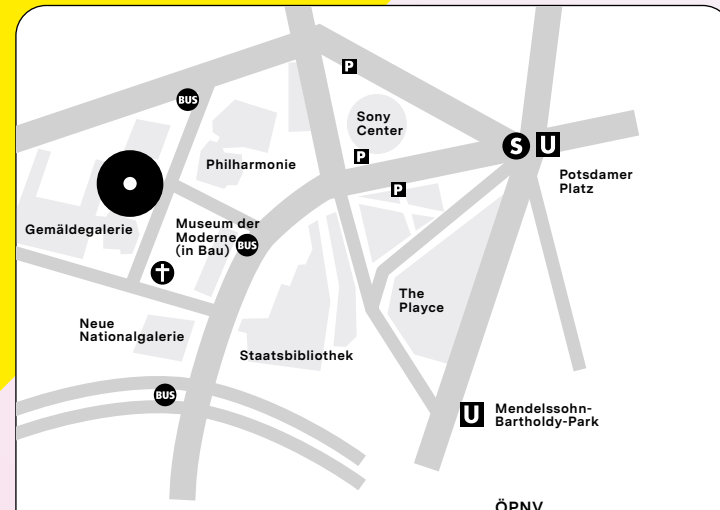 P
BUS
Sony
Center
S U
P
Philharmonie
Potsdamer
Platz
P
Museum der
Moderne
(in Bau)
BUS
Gemäldegalerie
The
Playce
Neue
Nationalgalerie
Staatsbibliothek
BUS
U
Mendelssohn-
Bartholdy-Park
ÖPNV